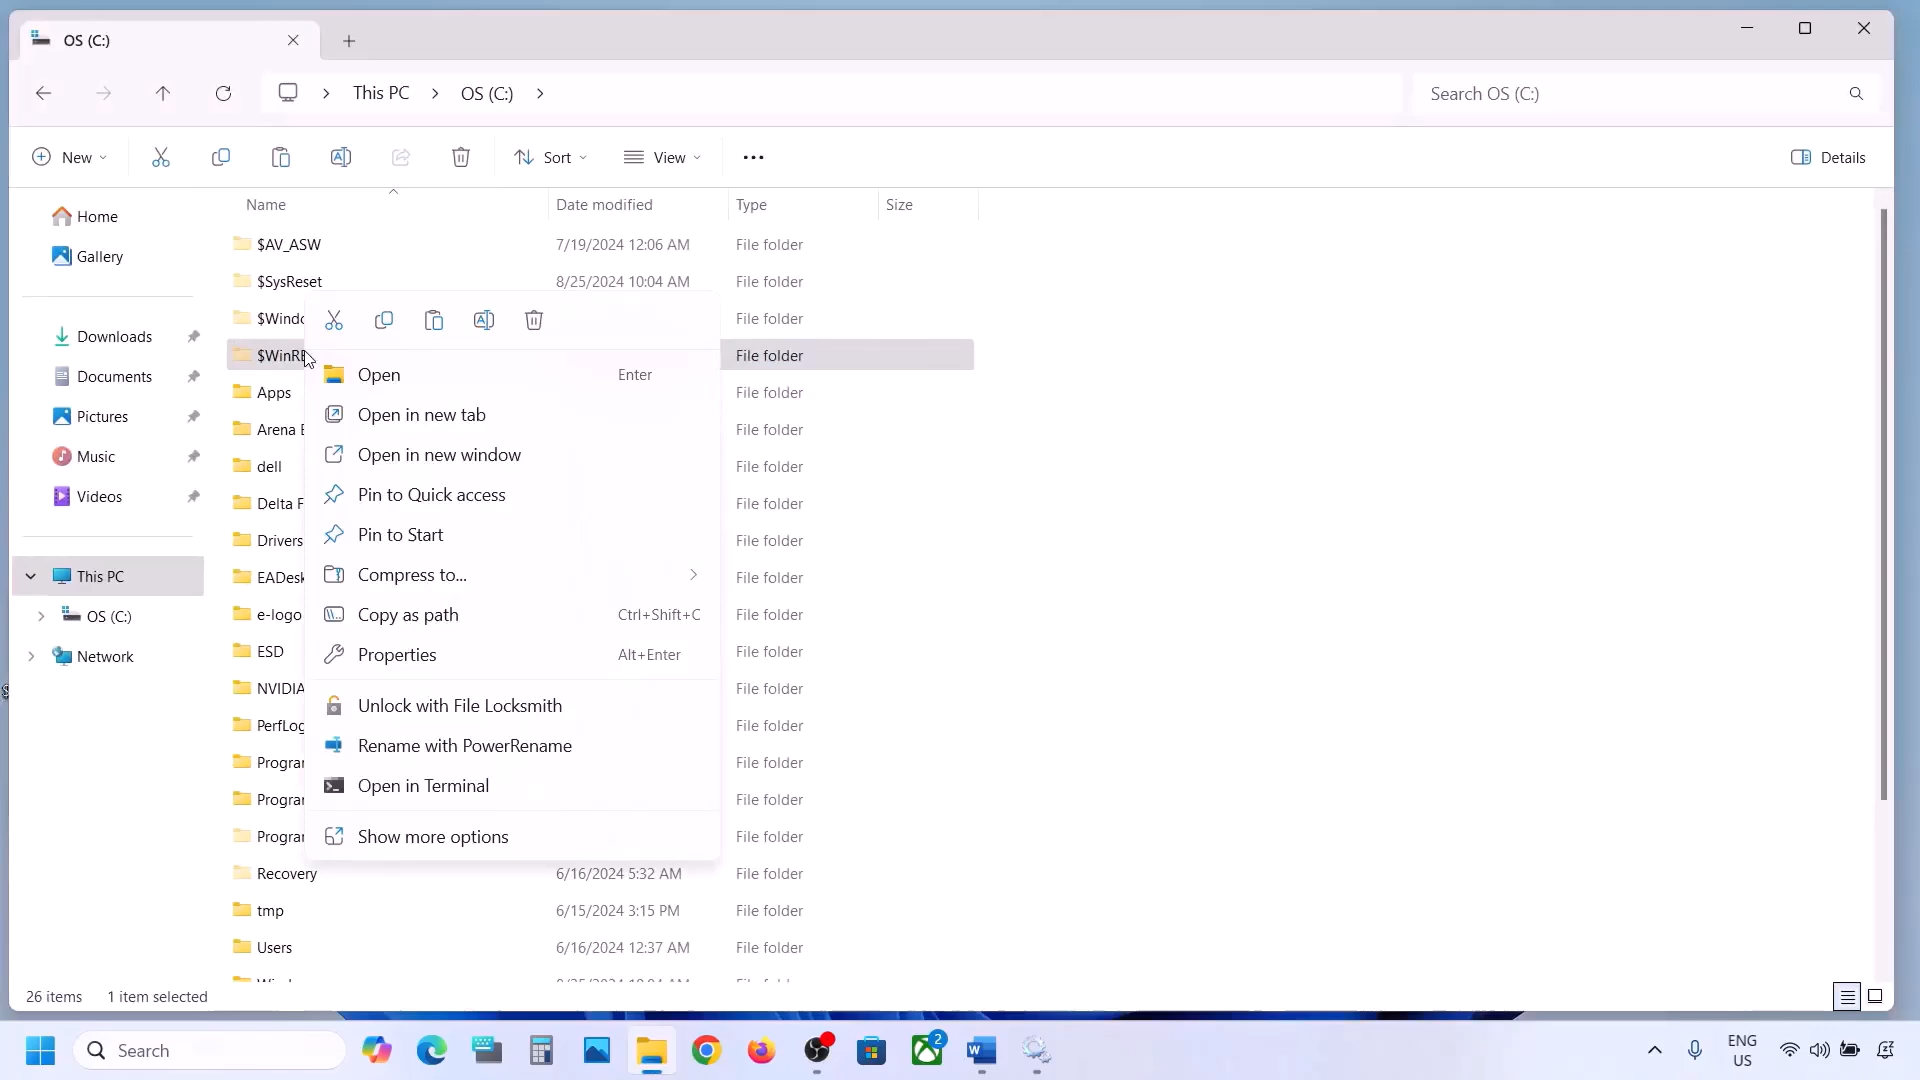 OS (C:)
This PC
OS (C:)
Search OS (C:)
New
Sort
View
Details
Name
Date modified
Type
Size
Home
Gallery
Downloads
Documents
Pictures
Music
Videos
This PC
OS (C:)
Network
$AV_ASW 7/19/2024 12:06 AM File folder
$SysReset 8/25/2024 10:04 AM File folder
File folder
File folder
Apps File folder
Arena File folder
dell File folder
Delta File folder
Drivers File folder
File folder
e-logo File folder
ESD File folder
NVIDIA File folder
File folder
File folder
File folder
File folder
Recovery 6/16/2024 5:32 AM File folder
tmp 6/15/2024 3:15 PM File folder
Users 6/16/2024 12:37 AM File folder
Open Enter
Open in new tab
Open in new window
Pin to Quick access
Pin to Start
Compress to...
Copy as path Ctrl+Shift+C
Properties Alt+Enter
Unlock with File Locksmith
Rename with PowerRename
Open in Terminal
Show more options
26 items 1 item selected
Search
2
ENG
US